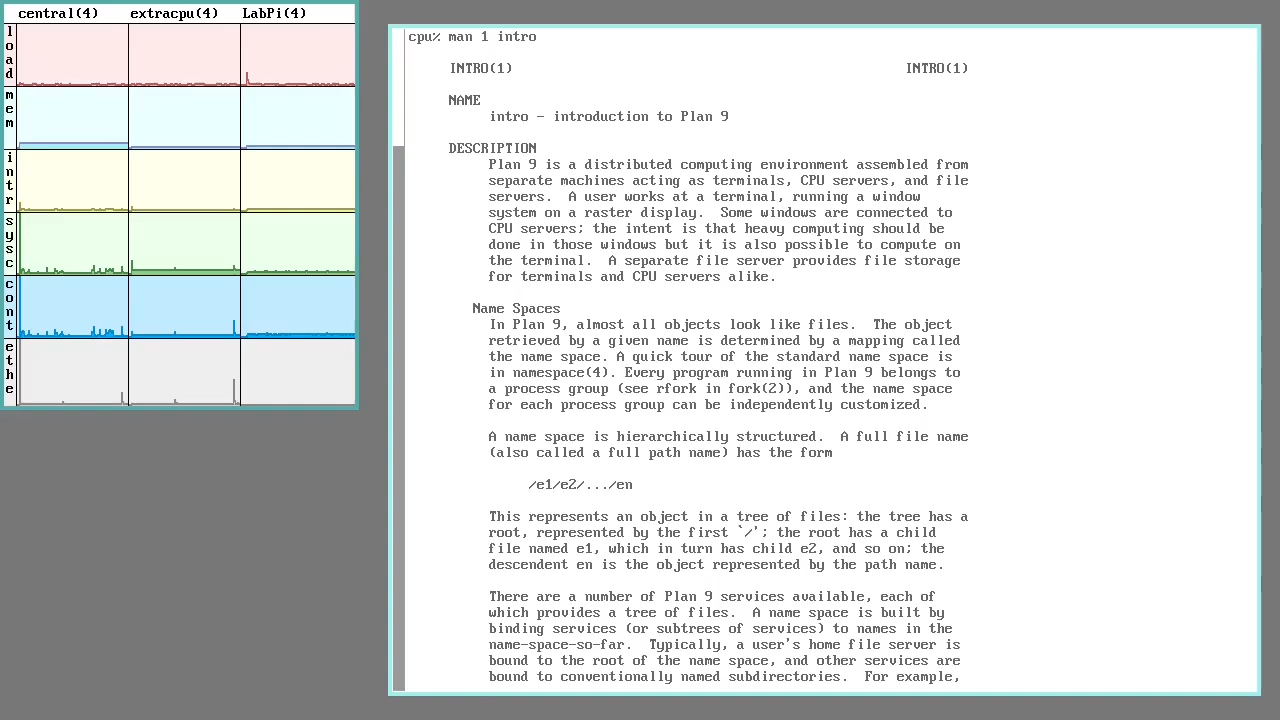 central(4) extracpu(4) LabPi(4)
load
mem
intr
sysc
cont
ethe
cpu% man 1 intro
INTRO(1) INTRO(1)
NAME
intro - introduction to Plan 9
DESCRIPTION
Plan 9 is a distributed computing environment assembled from
separate machines acting as terminals, CPU servers, and file
servers. A user works at a terminal, running a window
system on a raster display. Some windows are connected to
CPU servers; the intent is that heavy computing should be
done in those windows but it is also possible to compute on
the terminal. A separate file server provides file storage
for terminals and CPU servers alike.
Name Spaces
In Plan 9, almost all objects look like files. The object
retrieved by a given name is determined by a mapping called
the name space. A quick tour of the standard name space is
in namespace(4). Every program running in Plan 9 belongs to
a process group (see rfork in fork(2)), and the name space
for each process group can be independently customized.
A name space is hierarchically structured. A full file name
(also called a full path name) has the form
/e1/e2/.../en
This represents an object in a tree of files: the tree has a
root, represented by the first `/'; the root has a child
file named e1, which in turn has child e2, and so on; the
descendent en is the object represented by the path name.
There are a number of Plan 9 services available, each of
which provides a tree of files. A name space is built by
binding services (or subtrees of services) to names in the
name-space-so-far. Typically, a user's home file server is
bound to the root of the name space, and other services are
bound to conventionally named subdirectories. For example,